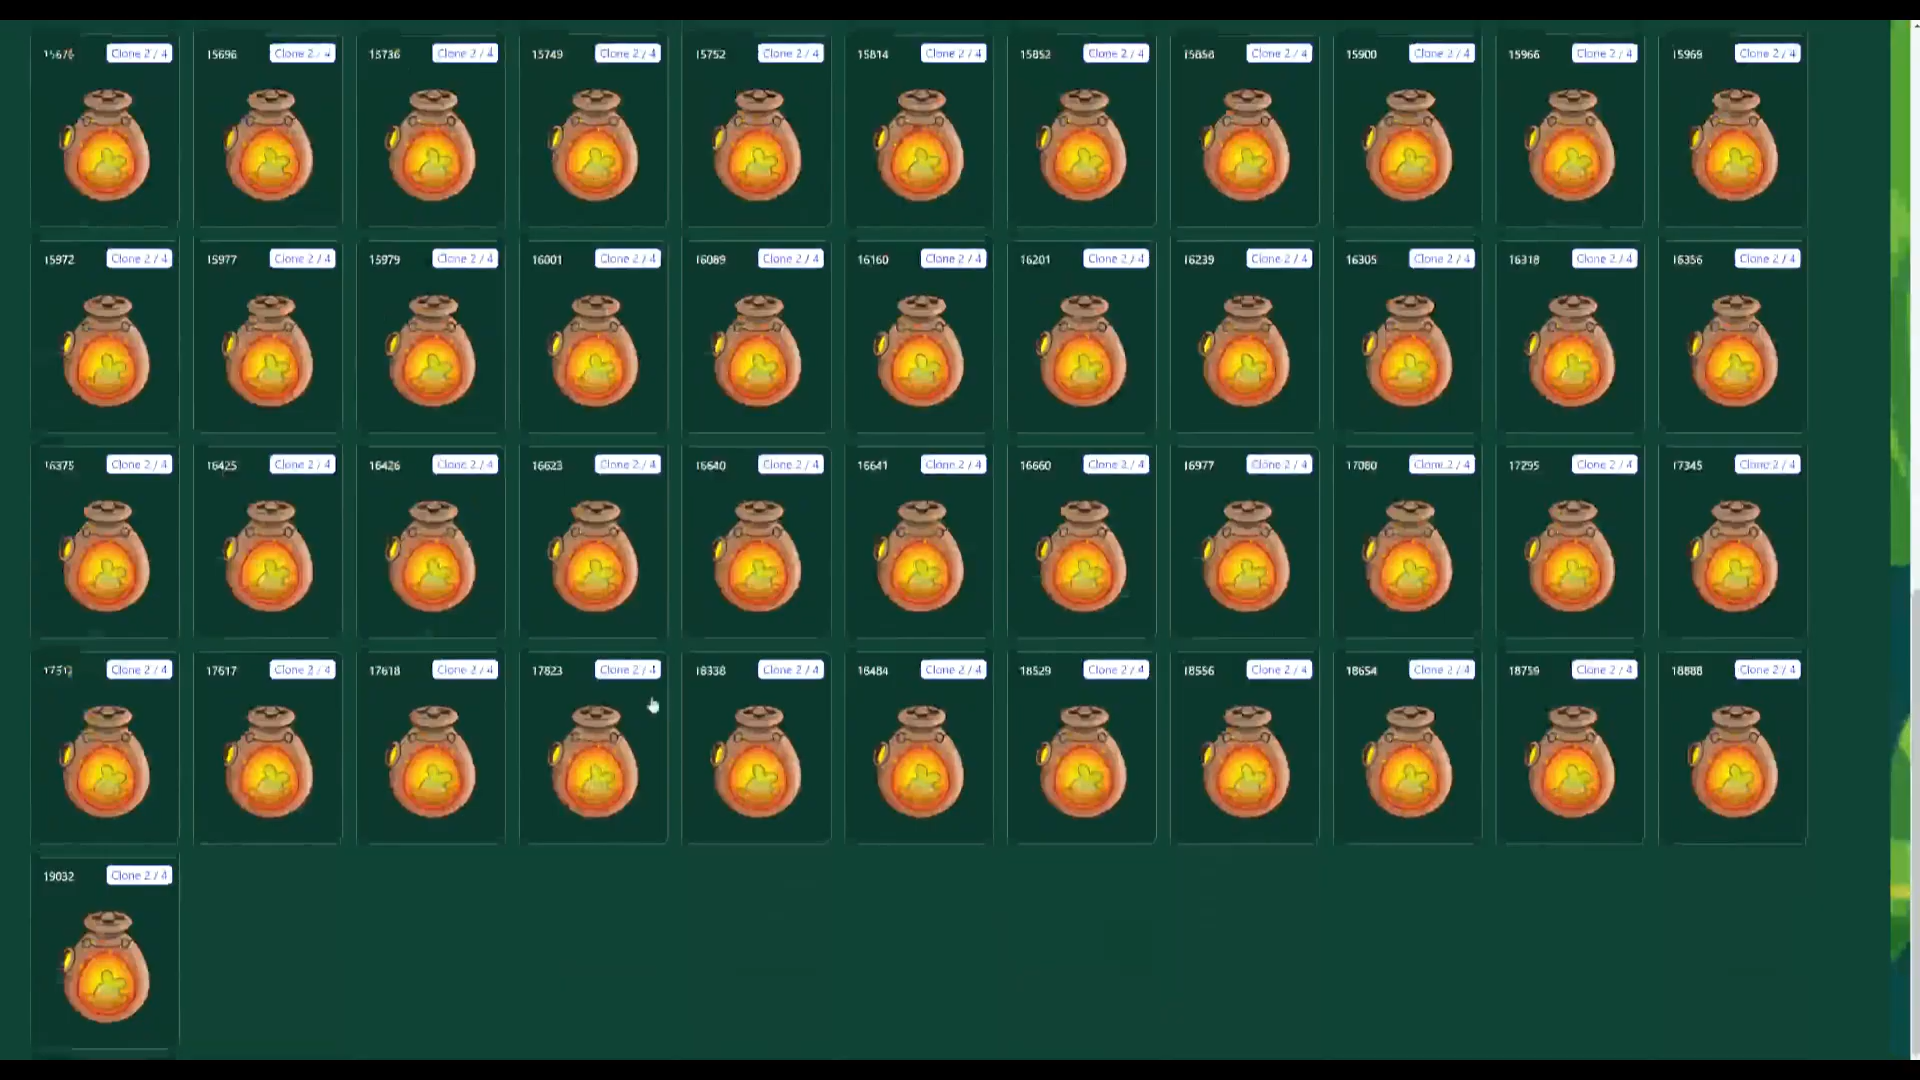 15696 Clone 2 / 4
15736 Clone 2 / 4
15749 Clone 2 / 4
15752 Clone 2 / 4
15814 Clone 2 / 4
15852 Clone 2 / 4
15858 Clone 2 / 4
15900 Clone 2 / 4
15966 Clone 2 / 4
15969 Clone 2 / 4
15972 Clone 2 / 4
15977 Clone 2 / 4
15979 Clone 2 / 4
16001 Clone 2 / 4
16089 Clone 2 / 4
16160 Clone 2 / 4
16201 Clone 2 / 4
16239 Clone 2 / 4
16305 Clone 2 / 4
16318 Clone 2 / 4
16356 Clone 2 / 4
16375 Clone 2 / 4
16425 Clone 2 / 4
16426 Clone 2 / 4
16623 Clone 2 / 4
16640 Clone 2 / 4
16641 Clone 2 / 4
16660 Clone 2 / 4
16977 Clone 2 / 4
17080 Clone 2 / 4
17295 Clone 2 / 4
17345 Clone 2 / 4
Clone 2 / 4
17617 Clone 2 / 4
17618 Clone 2 / 4
17823 Clone 2 / 4
18338 Clone 2 / 4
18484 Clone 2 / 4
18529 Clone 2 / 4
18556 Clone 2 / 4
18654 Clone 2 / 4
18759 Clone 2 / 4
18888 Clone 2 / 4
19032 Clone 2 / 4